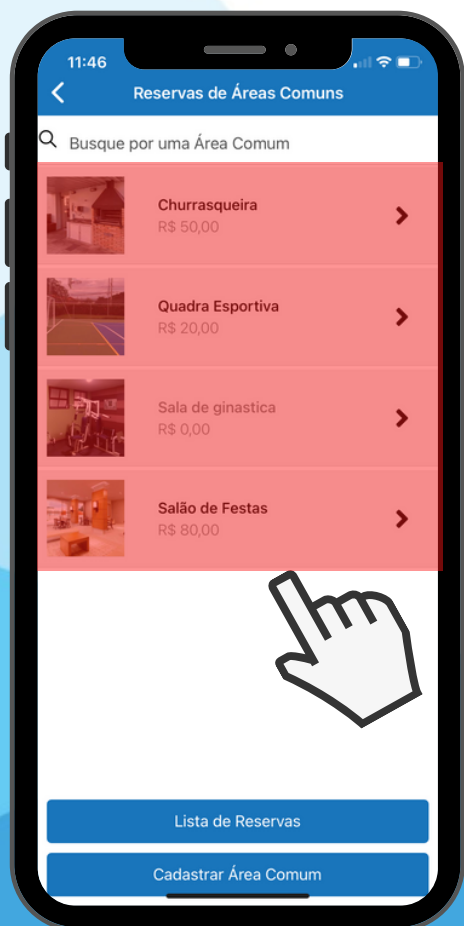 11:46
Reservas de Áreas Comuns
Busque por uma Área Comum
Churrasqueira
R$ 50,00
Quadra Esportiva
R$ 20,00
Sala de ginastica
R$ 0,00
Salão de Festas
R$ 80,00
Lista de Reservas
Cadastrar Área Comum